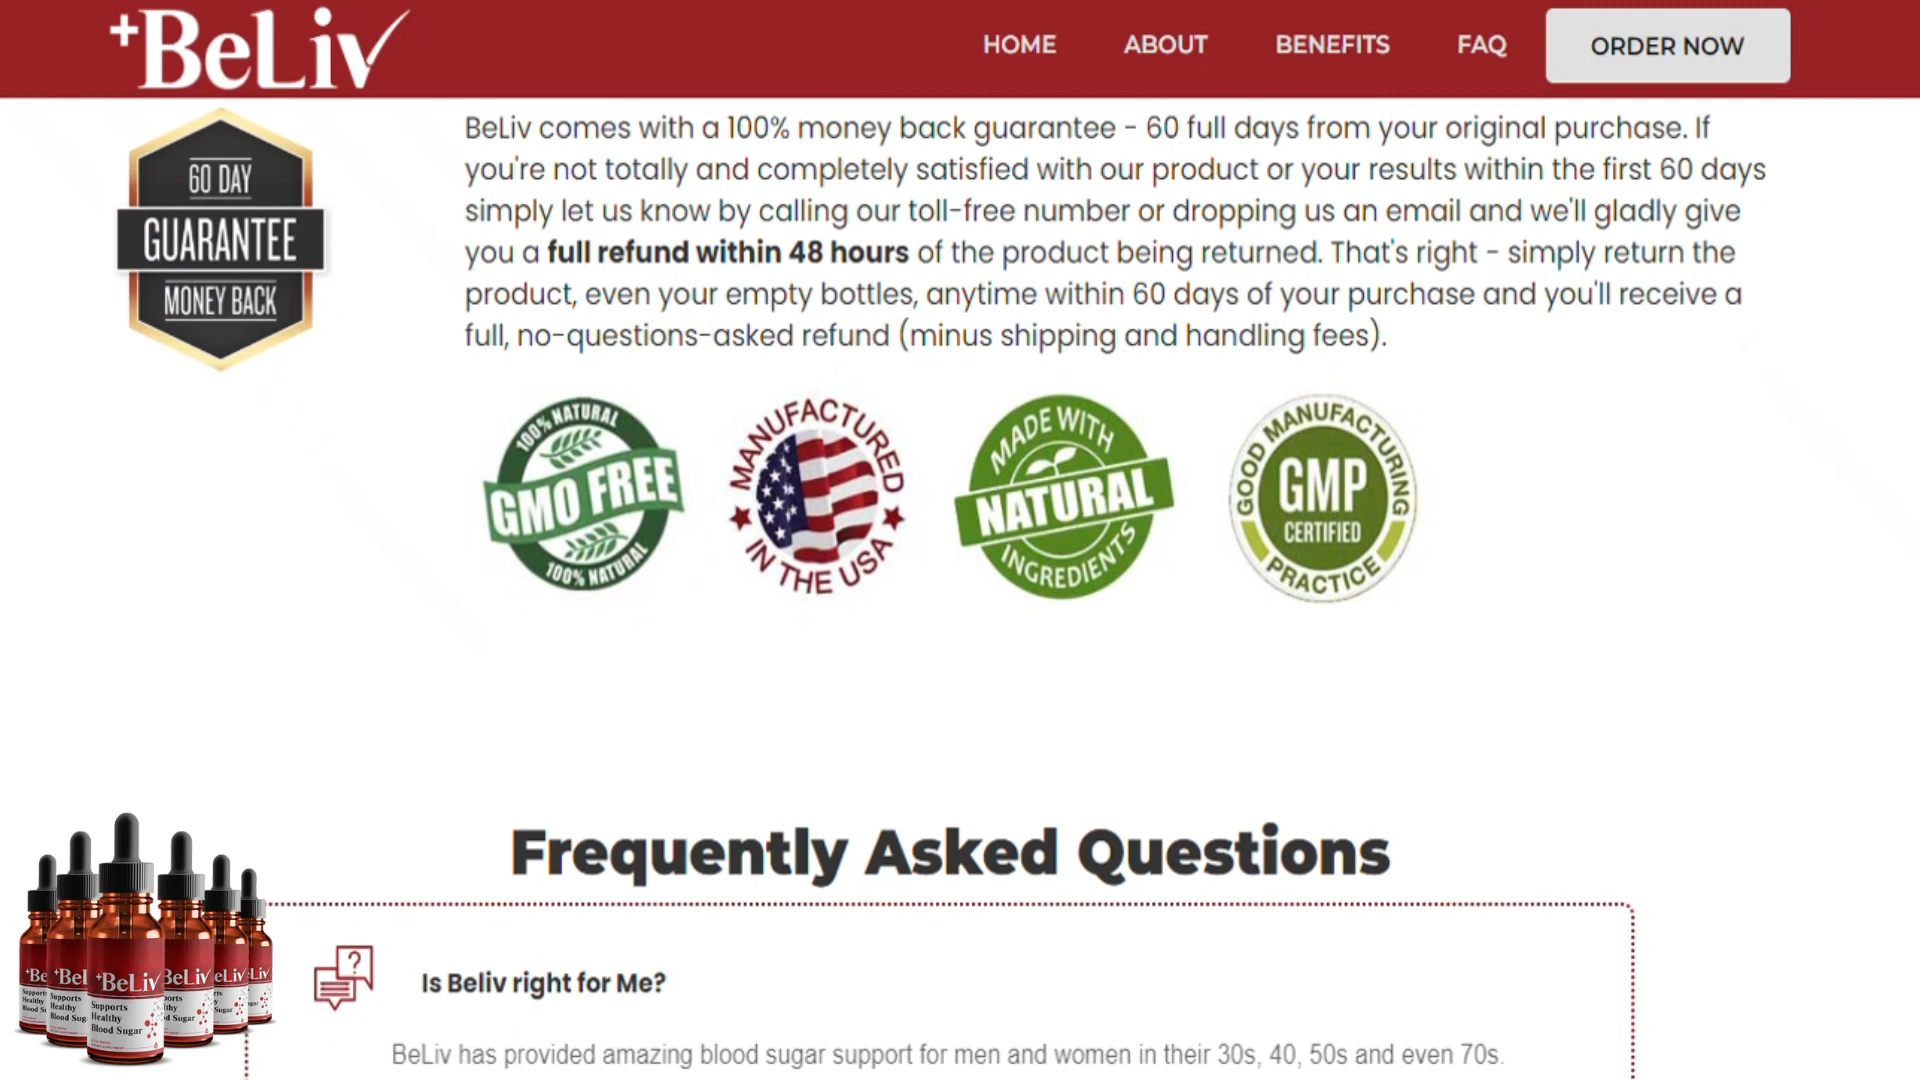 +BeLiv
HOME
ABOUT
BENEFITS
FAQ
ORDER NOW
60 DAY
GUARANTEE
MONEY BACK
BeLiv comes with a 100% money back guarantee - 60 full days from your original purchase. If
you're not totally and completely satisfied with our product or your results within the first 60 days
simply let us know by calling our toll-free number or dropping us an email and we'll gladly give
you a full refund within 48 hours of the product being returned. That's right - simply return the
product, even your empty bottles, anytime within 60 days of your purchase and you'll receive a
full, no-questions-asked refund (minus shipping and handling fees).
100% NATURAL
GMO FREE
100% NATURAL
MANUFACTURED
IN THE USA
MADE WITH
NATURAL
INGREDIENTS
GOOD MANUFACTURING
GMP
CERTIFIED
PRACTICE
Frequently Asked Questions
+BeLiv
Supports
Healthy
Blood Sugar
Is Beliv right for Me?
BeLiv has provided amazing blood sugar support for men and women in their 30s, 40, 50s and even 70s.